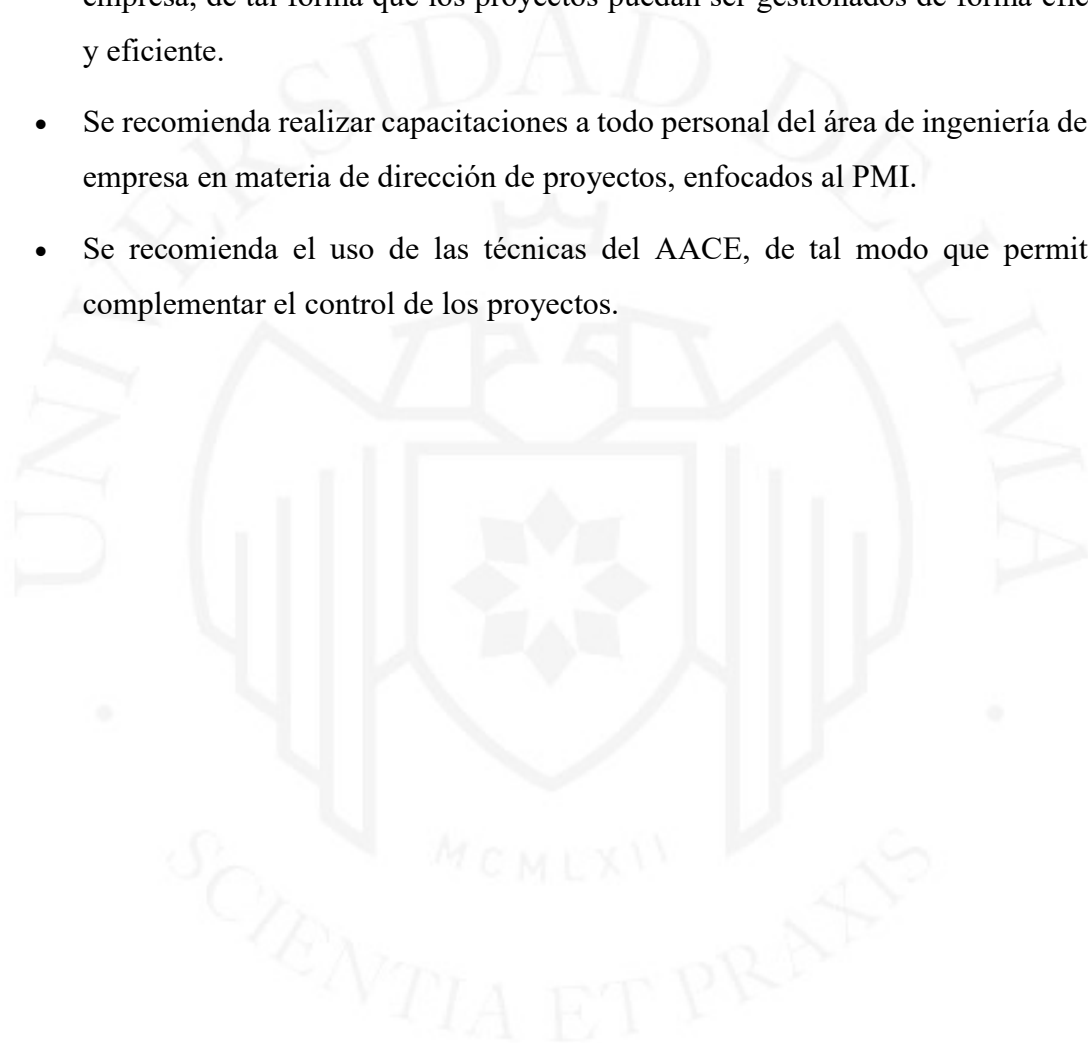 empresa, de tal forma que los proyectos puedan ser gestionados de forma
y eficiente.
• Se recomienda realizar capacitaciones a todo personal del área de ingeniería de
empresa en materia de dirección de proyectos, enfocados al PMI.
• Se recomienda el uso de las técnicas del AACE, de tal modo que
complementar el control de los proyectos.
UNIVERSIDAD DE LIMA
MCMLXII
SCIENTIA ET PRAXIS